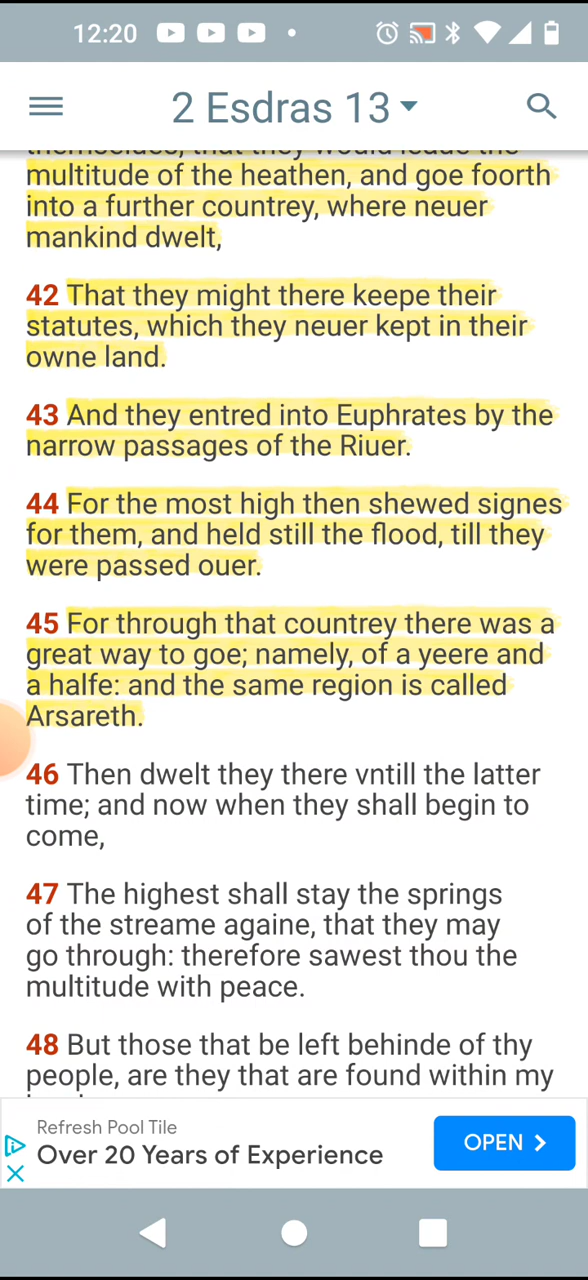 12:20
2 Esdras 13
multitude of the heathen, and goe foorth
into a further countrey, where neuer
mankind dwelt,
42 That they might there keepe their
statutes, which they neuer kept in their
owne land.
43 And they entred into Euphrates by the
narrow passages of the Riuer.
44 For the most high then shewed signes
for them, and held still the flood, till they
were passed ouer.
45 For through that countrey there was a
great way to goe; namely, of a yeere and
a halfe: and the same region is called
Arsareth.
46 Then dwelt they there vntill the latter
time; and now when they shall begin to
come,
47 The highest shall stay the springs
of the streame againe, that they may
go through: therefore sawest thou the
multitude with peace.
48 But those that be left behinde of thy
people, are they that are found within my
Refresh Pool Tile
Over 20 Years of Experience
OPEN